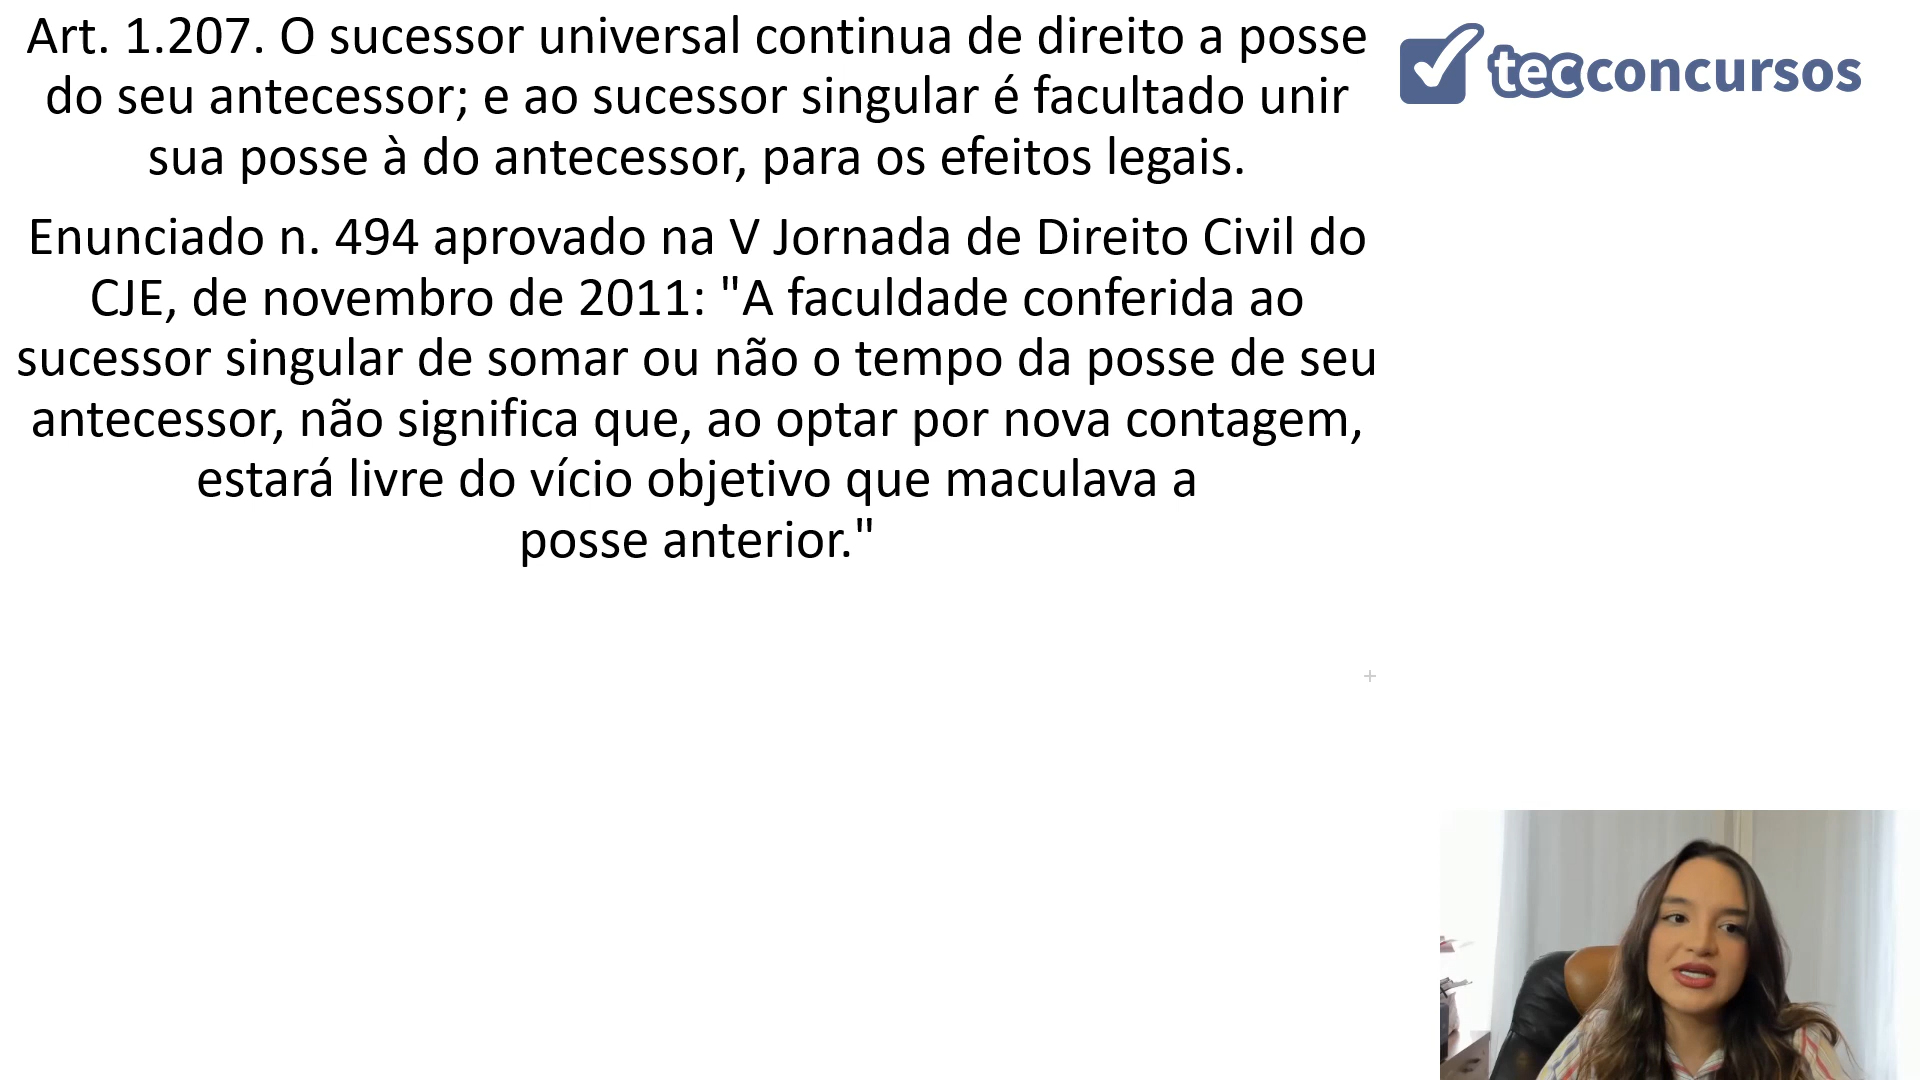 Art. 1.207. O sucessor universal continua de direito a posse
do seu antecessor; e ao sucessor singular é facultado unir
sua posse à do antecessor, para os efeitos legais.
Enunciado n. 494 aprovado na V Jornada de Direito Civil do
CJE, de novembro de 2011: "A faculdade conferida ao
sucessor singular de somar ou não o tempo da posse de seu
antecessor, não significa que, ao optar por nova contagem,
estará livre do vício objetivo que maculava a
posse anterior."
tecconcursos